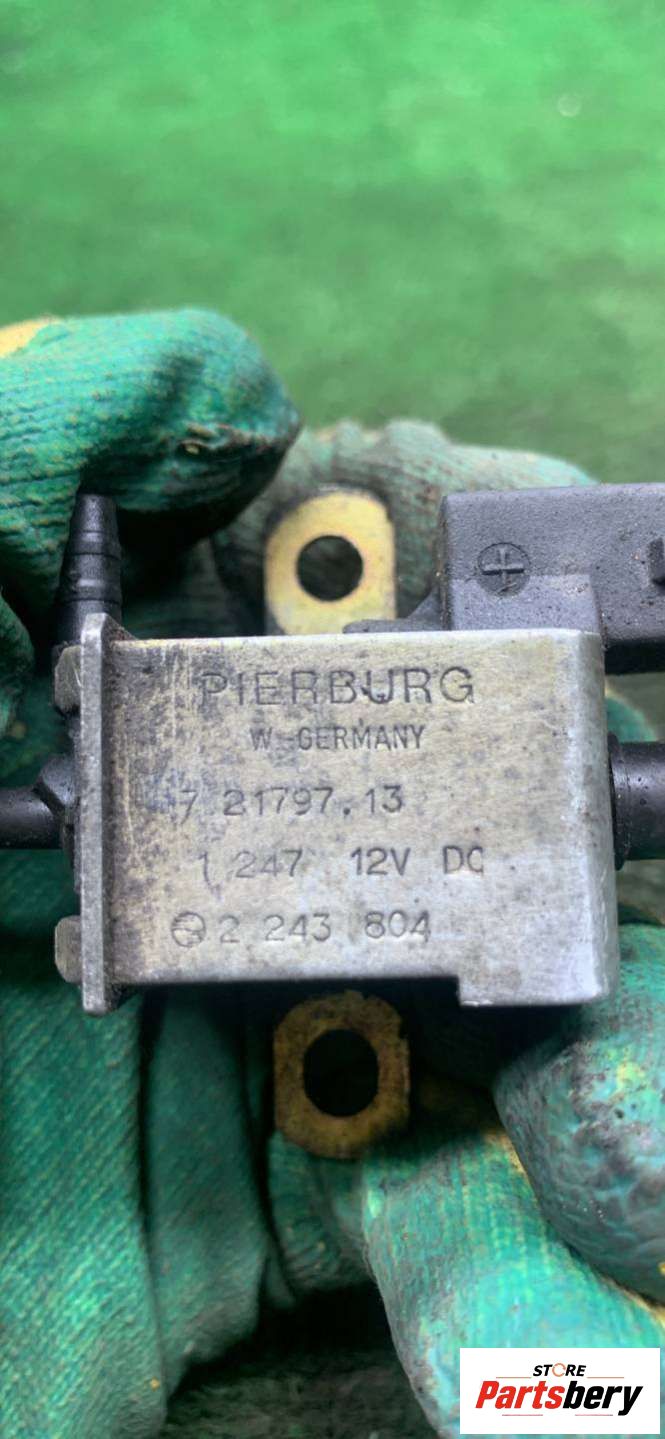 PIERBURG
W.-GERMANY
7.21797.13
1 247 12V DC
2 243 804
STORE
Partsbery